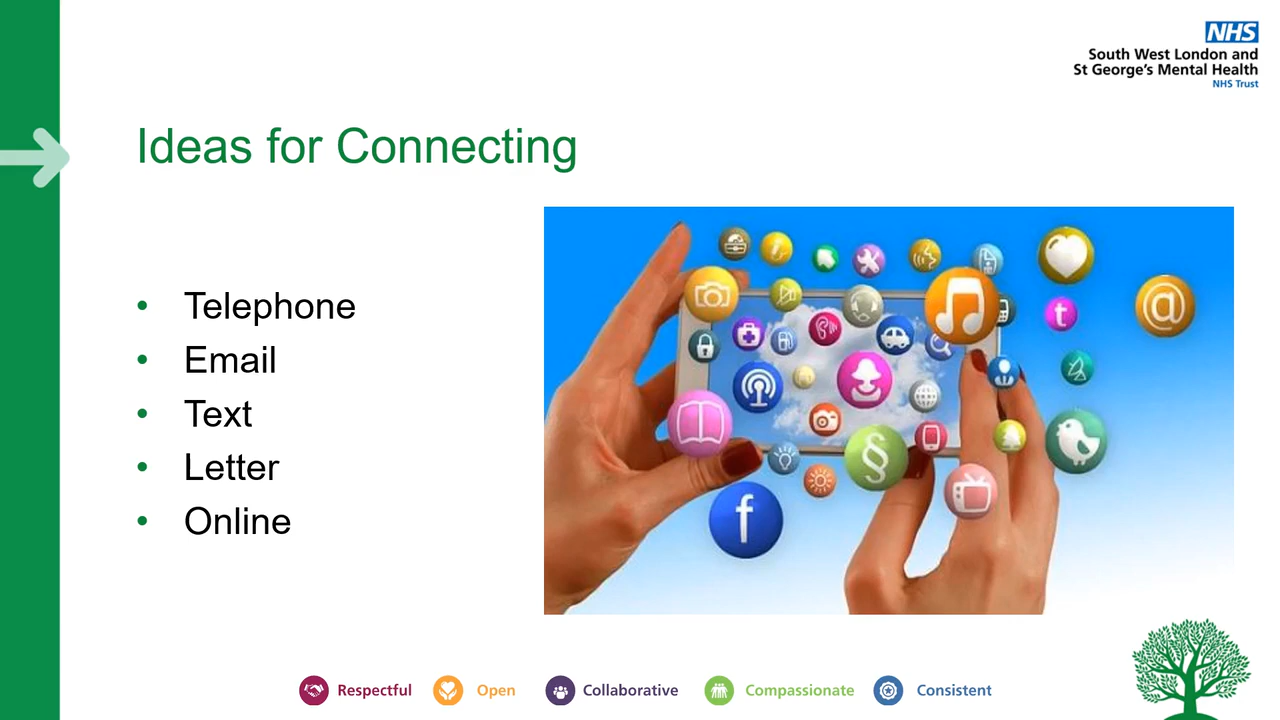 NHS
South West London and
St George's Mental Health
NHS Trust
Ideas for Connecting
• Telephone
• Email
• Text
• Letter
• Online
@
t
§
f
Respectful
Open
Collaborative
Compassionate
Consistent